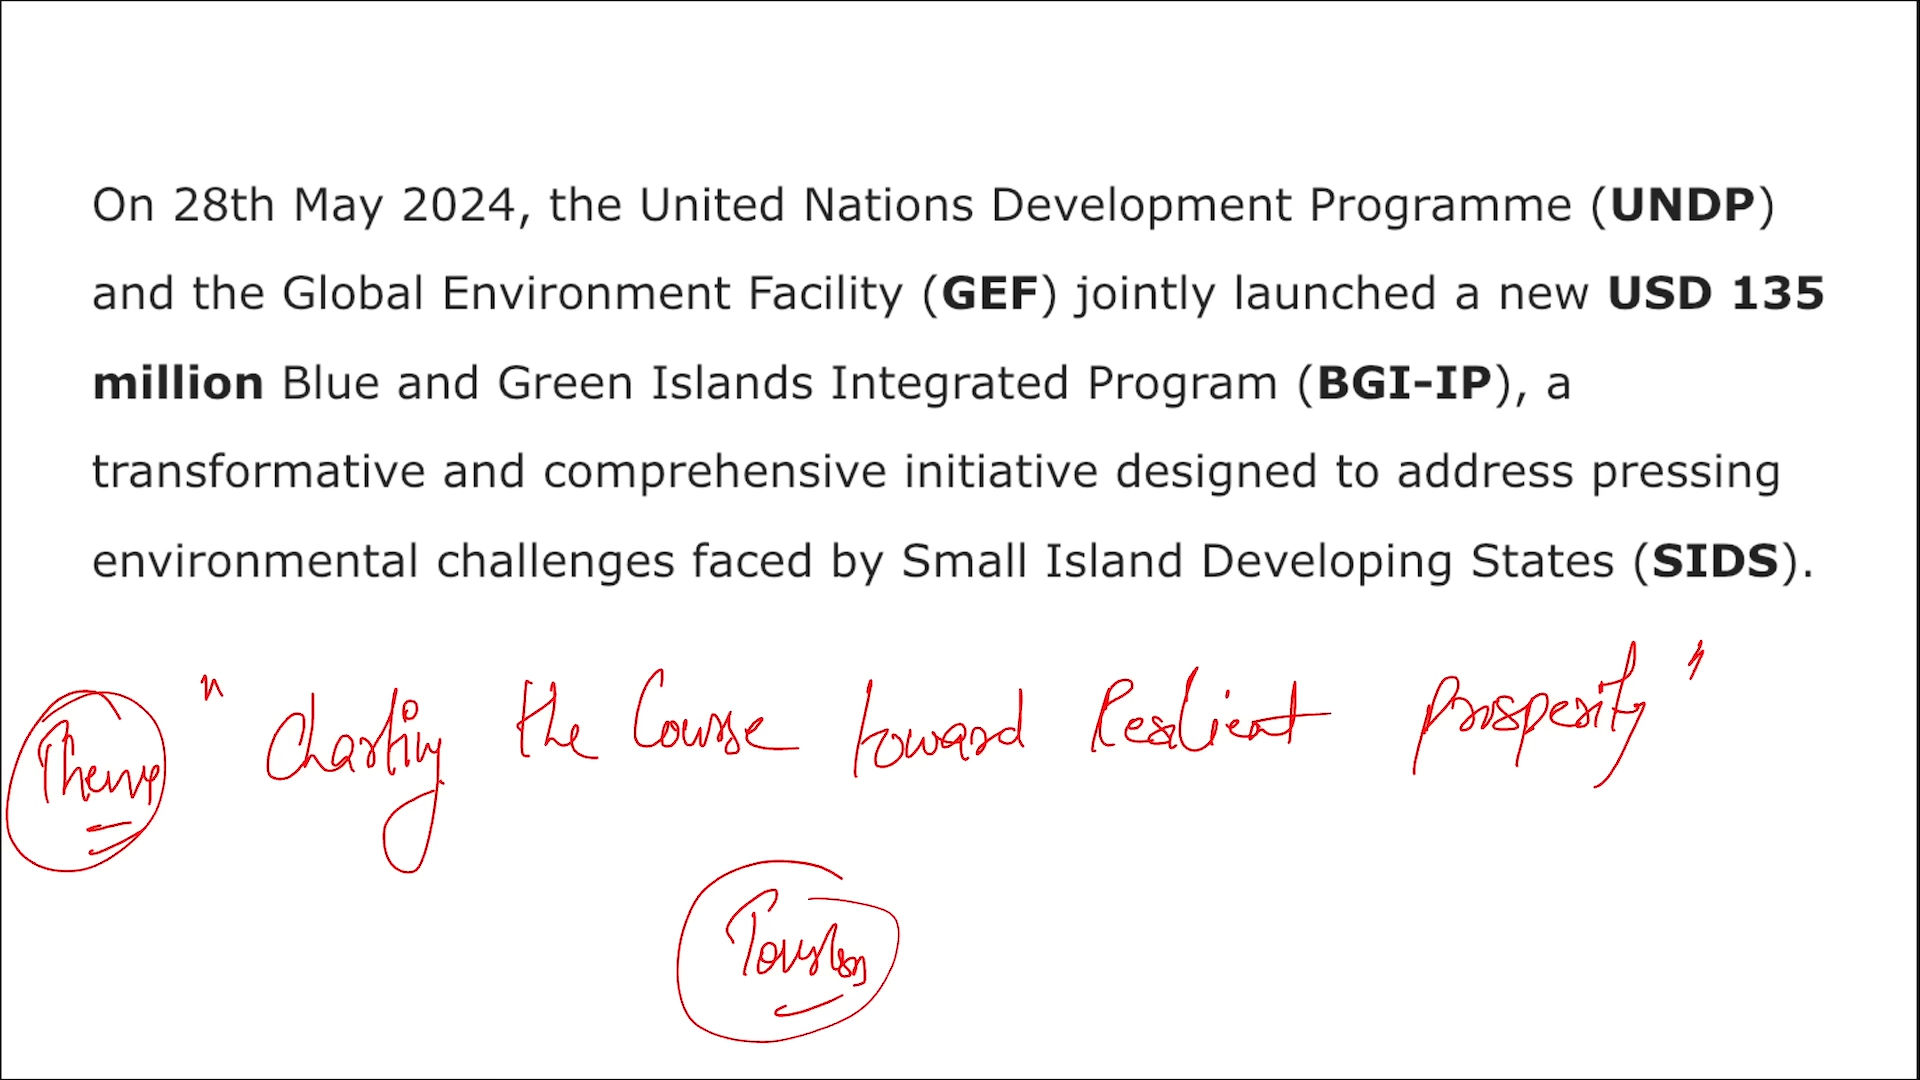 On 28th May 2024, the United Nations Development Programme (UNDP)
and the Global Environment Facility (GEF) jointly launched a new USD 135
million Blue and Green Islands Integrated Program (BGI-IP), a
transformative and comprehensive initiative designed to address pressing
environmental challenges faced by Small Island Developing States (SIDS).
Theme " Charting the Course toward Resilient Prosperity "